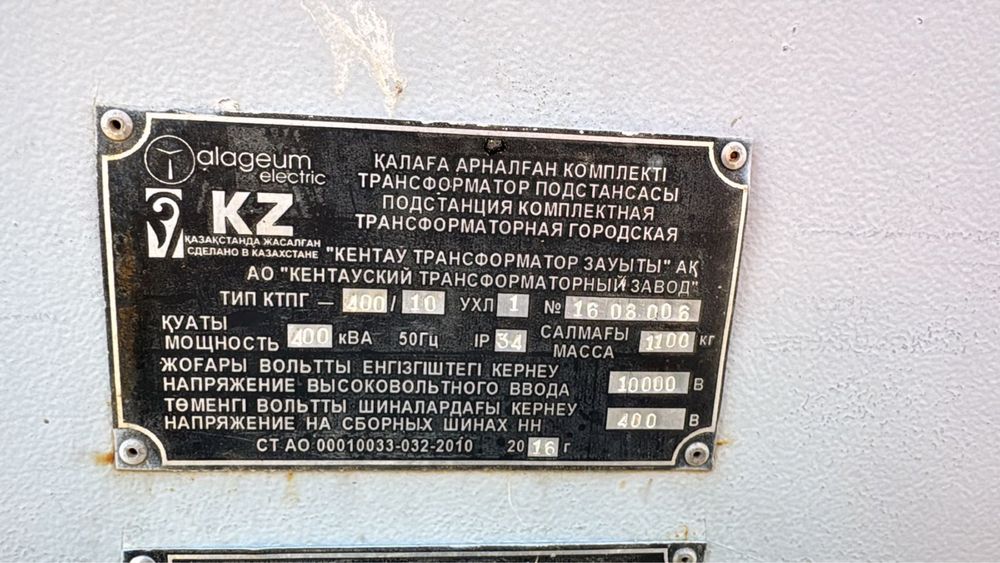 alageum
electric
KZ
ҚАЗАҚСТАНДА ЖАСАЛҒАН
СДЕЛАНО В КАЗАХСТАНЕ
ҚАЛАҒА АРНАЛҒАН КОМПЛЕКТІ
ТРАНСФОРМАТОР ПОДСТАНСАСЫ
ПОДСТАНЦИЯ КОМПЛЕКТНАЯ
ТРАНСФОРМАТОРНАЯ ГОРОДСКАЯ
"КЕНТАУ ТРАНСФОРМАТОР ЗАУЫТЫ" АҚ
АО "КЕНТАУСКИЙ ТРАНСФОРМАТОРНЫЙ ЗАВОД"
ТИП КТПГ – 400/10 УХЛ 1 № 16.08.006
ҚУАТЫ
МОЩНОСТЬ 400 кВА 50Гц IP 34 САЛМАҒЫ
МАССА 1100 кг
ЖОҒАРЫ ВОЛЬТТЫ ЕНГІЗГІШТЕГІ КЕРНЕУ
НАПРЯЖЕНИЕ ВЫСОКОВОЛЬТНОГО ВВОДА 10000 В
ТӨМЕНГІ ВОЛЬТТЫ ШИНАЛАРДАҒЫ КЕРНЕУ
НАПРЯЖЕНИЕ НА СБОРНЫХ ШИНАХ НН 400 В
СТ АО 00010033-032-2010 2016 г